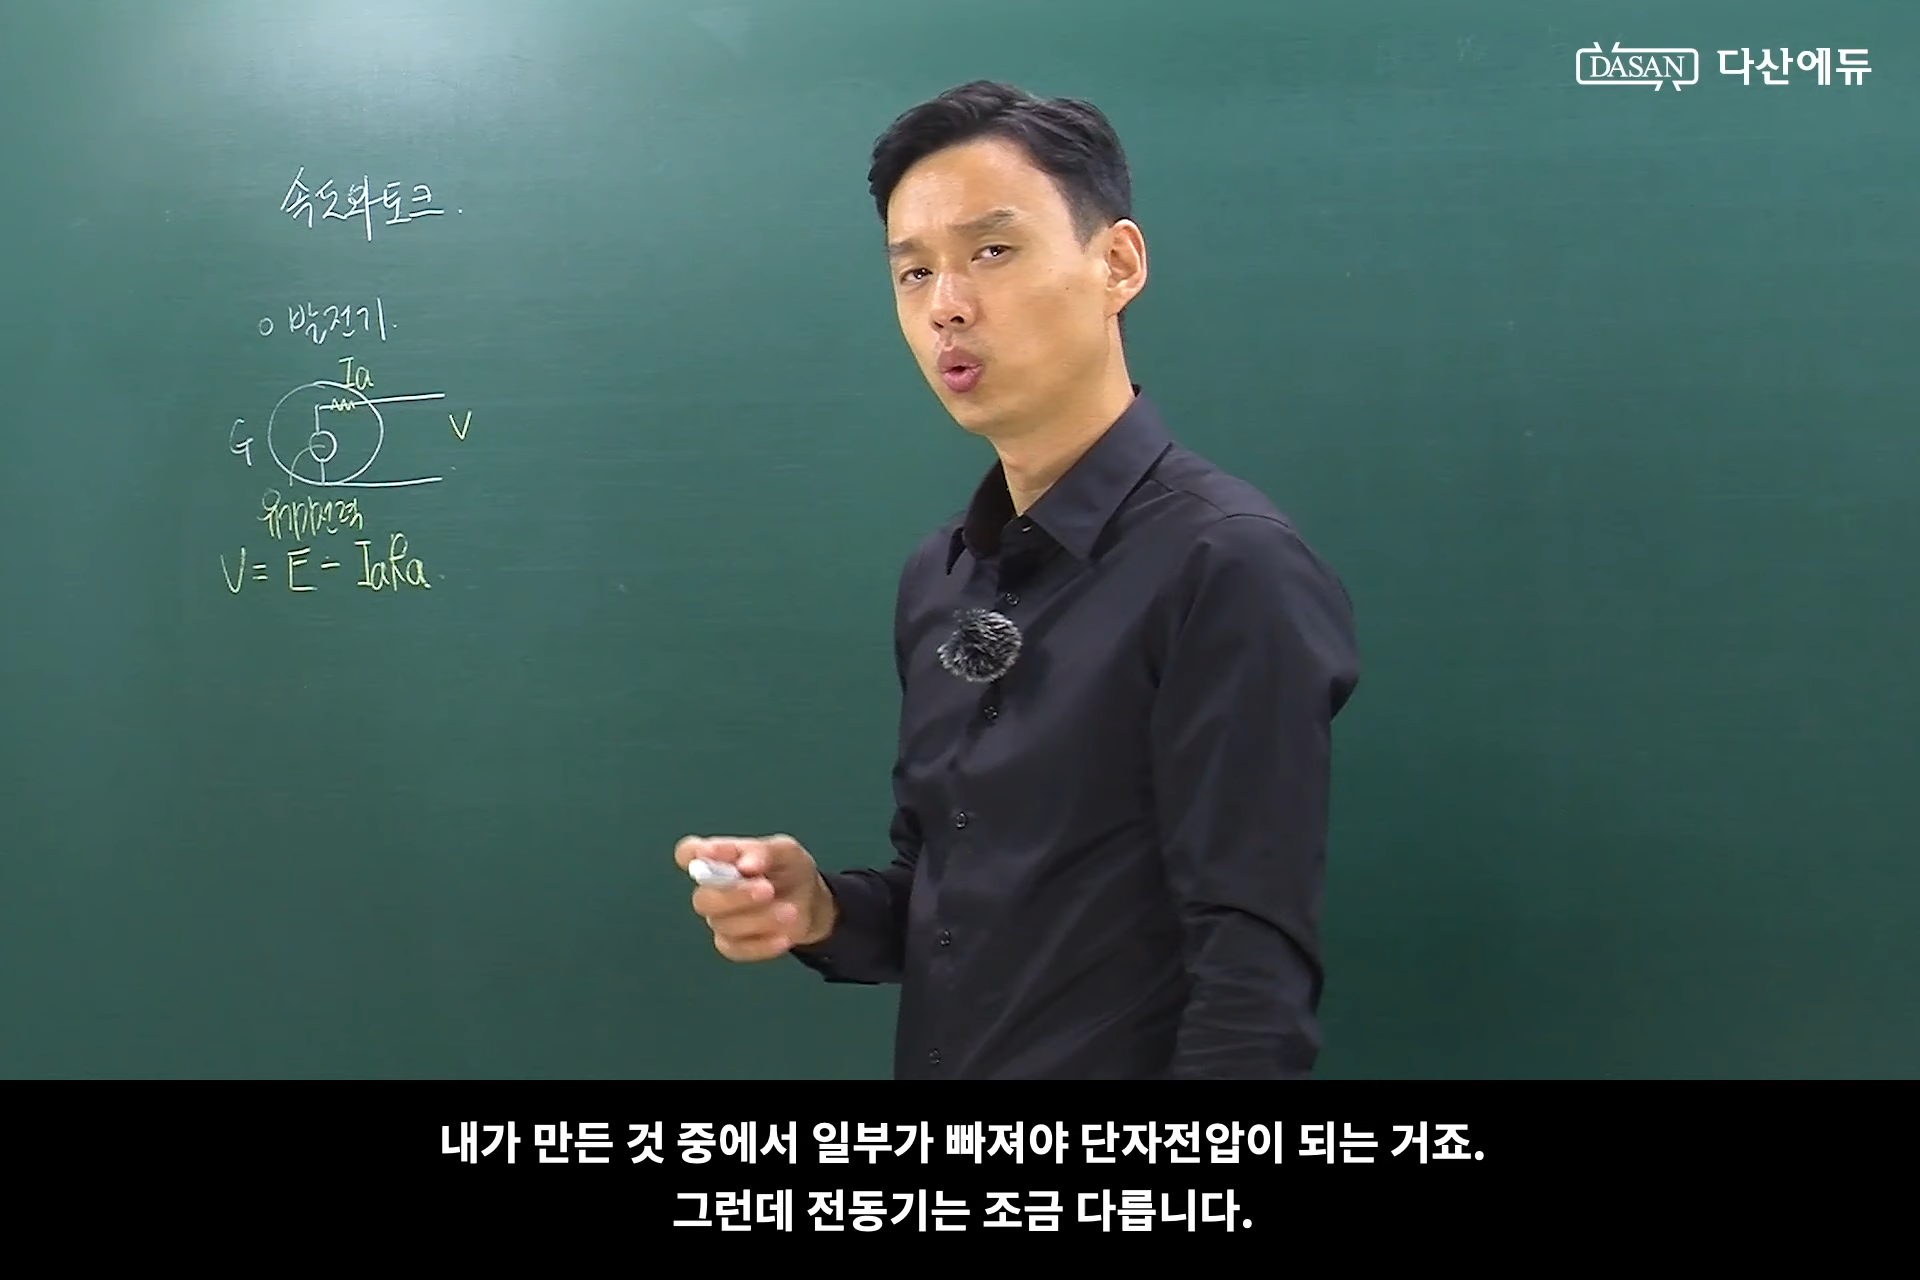 DASAN 다산에듀
속도와 토크.
o 발전기.
Ia
G
V
유기기전력
V = E - IaRa.
내가 만든 것 중에서 일부가 빠져야 단자전압이 되는 거죠.
그런데 전동기는 조금 다릅니다.